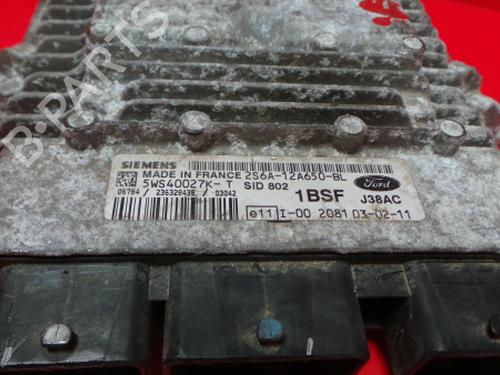 B-PARTS
SIEMENS
MADE IN FRANCE 2S6A-12A650-BL
5WS40027K-T SID 802
06784 / 236328438 / 03042
1BSF
Ford
J38AC
e11 I-00 2081 03-02-11